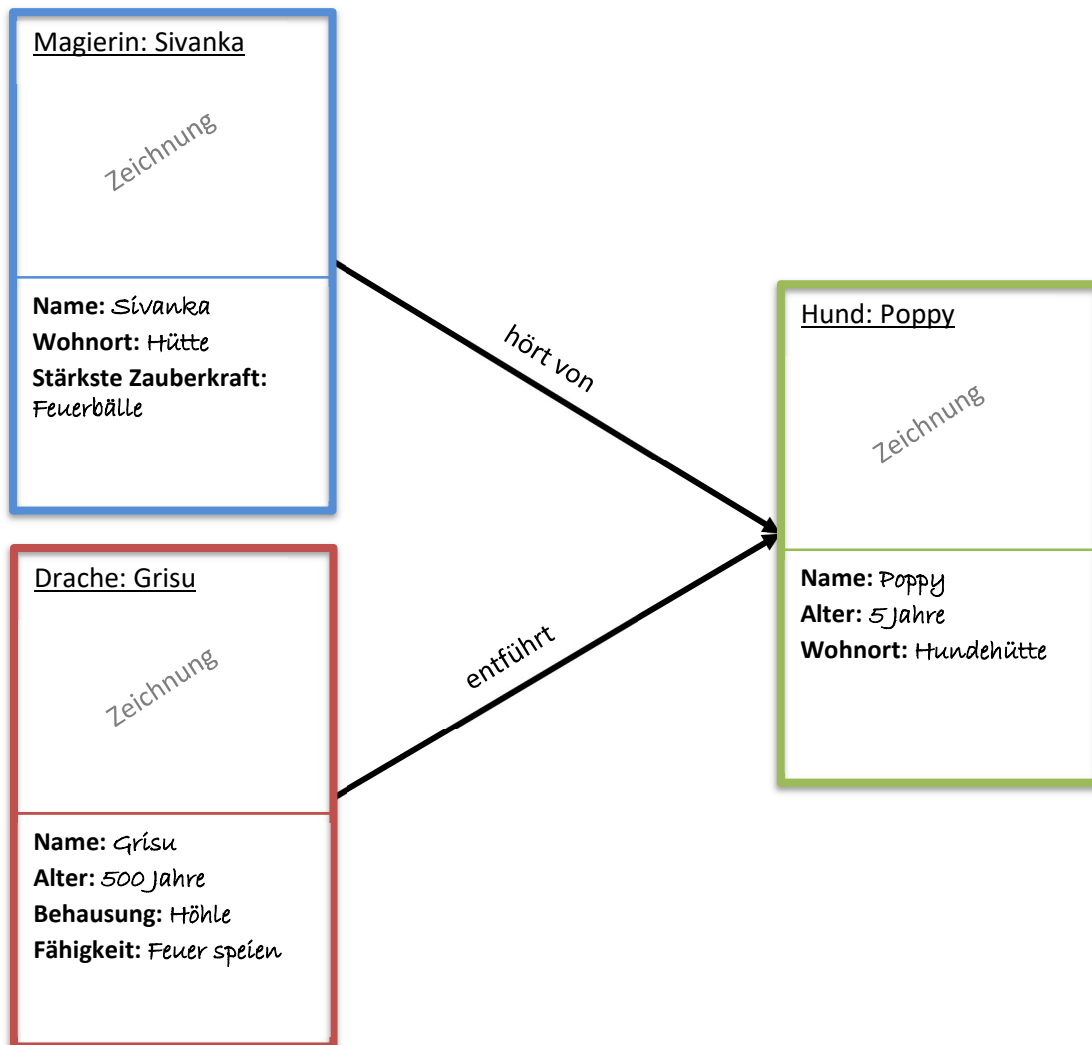 Magierin: Sivanka
Zeichnung
Name: Sivanka
Wohnort: Hütte
Stärkste Zauberkraft:
Feuerbälle
hört von
Hund: Poppy
Zeichnung
Name: Poppy
Alter: 5 Jahre
Wohnort: Hundehütte
Drache: Grisu
Zeichnung
entführt
Name: Grisu
Alter: 500 Jahre
Behausung: Höhle
Fähigkeit: Feuer speien